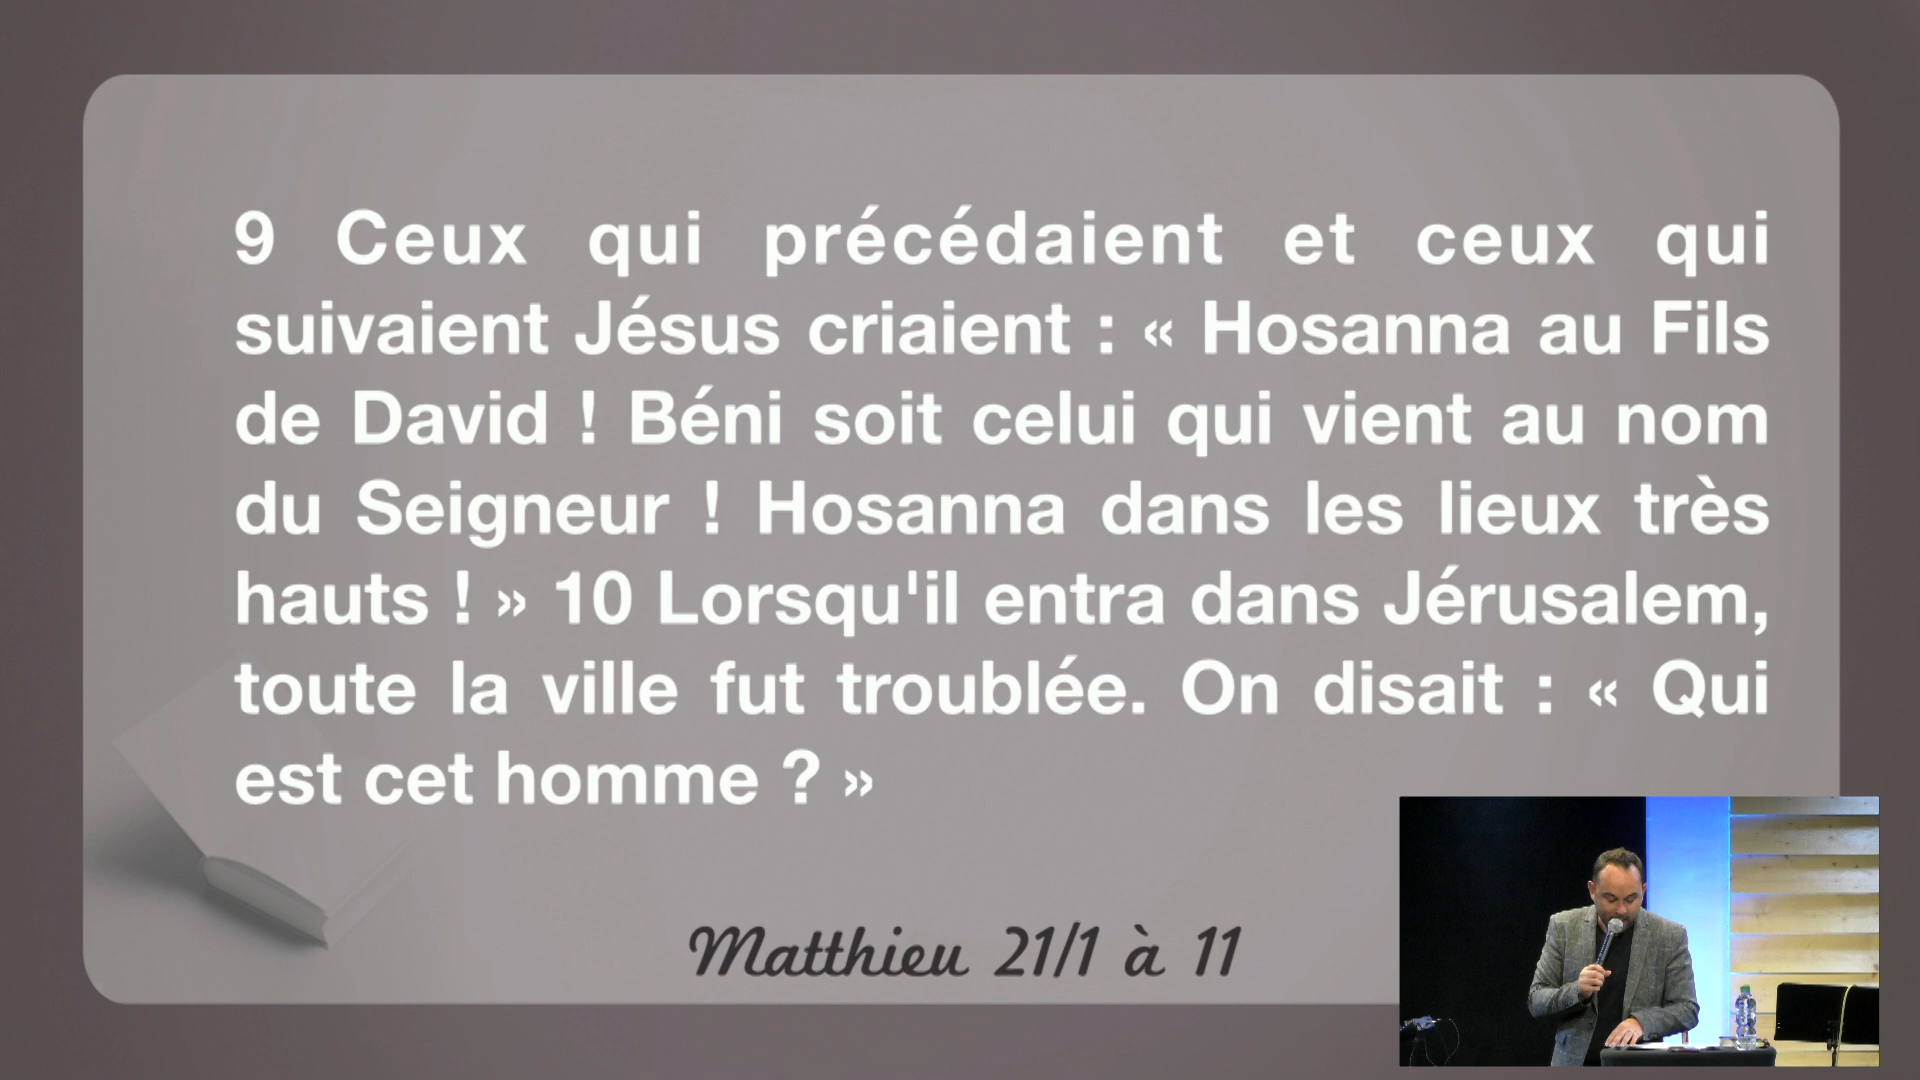 9 Ceux qui précédaient et ceux qui
suivaient Jésus criaient : « Hosanna au Fils
de David ! Béni soit celui qui vient au nom
du Seigneur ! Hosanna dans les lieux très
hauts ! » 10 Lorsqu'il entra dans Jérusalem,
toute la ville fut troublée. On disait : « Qui
est cet homme ? »
Matthieu 21/1 à 11